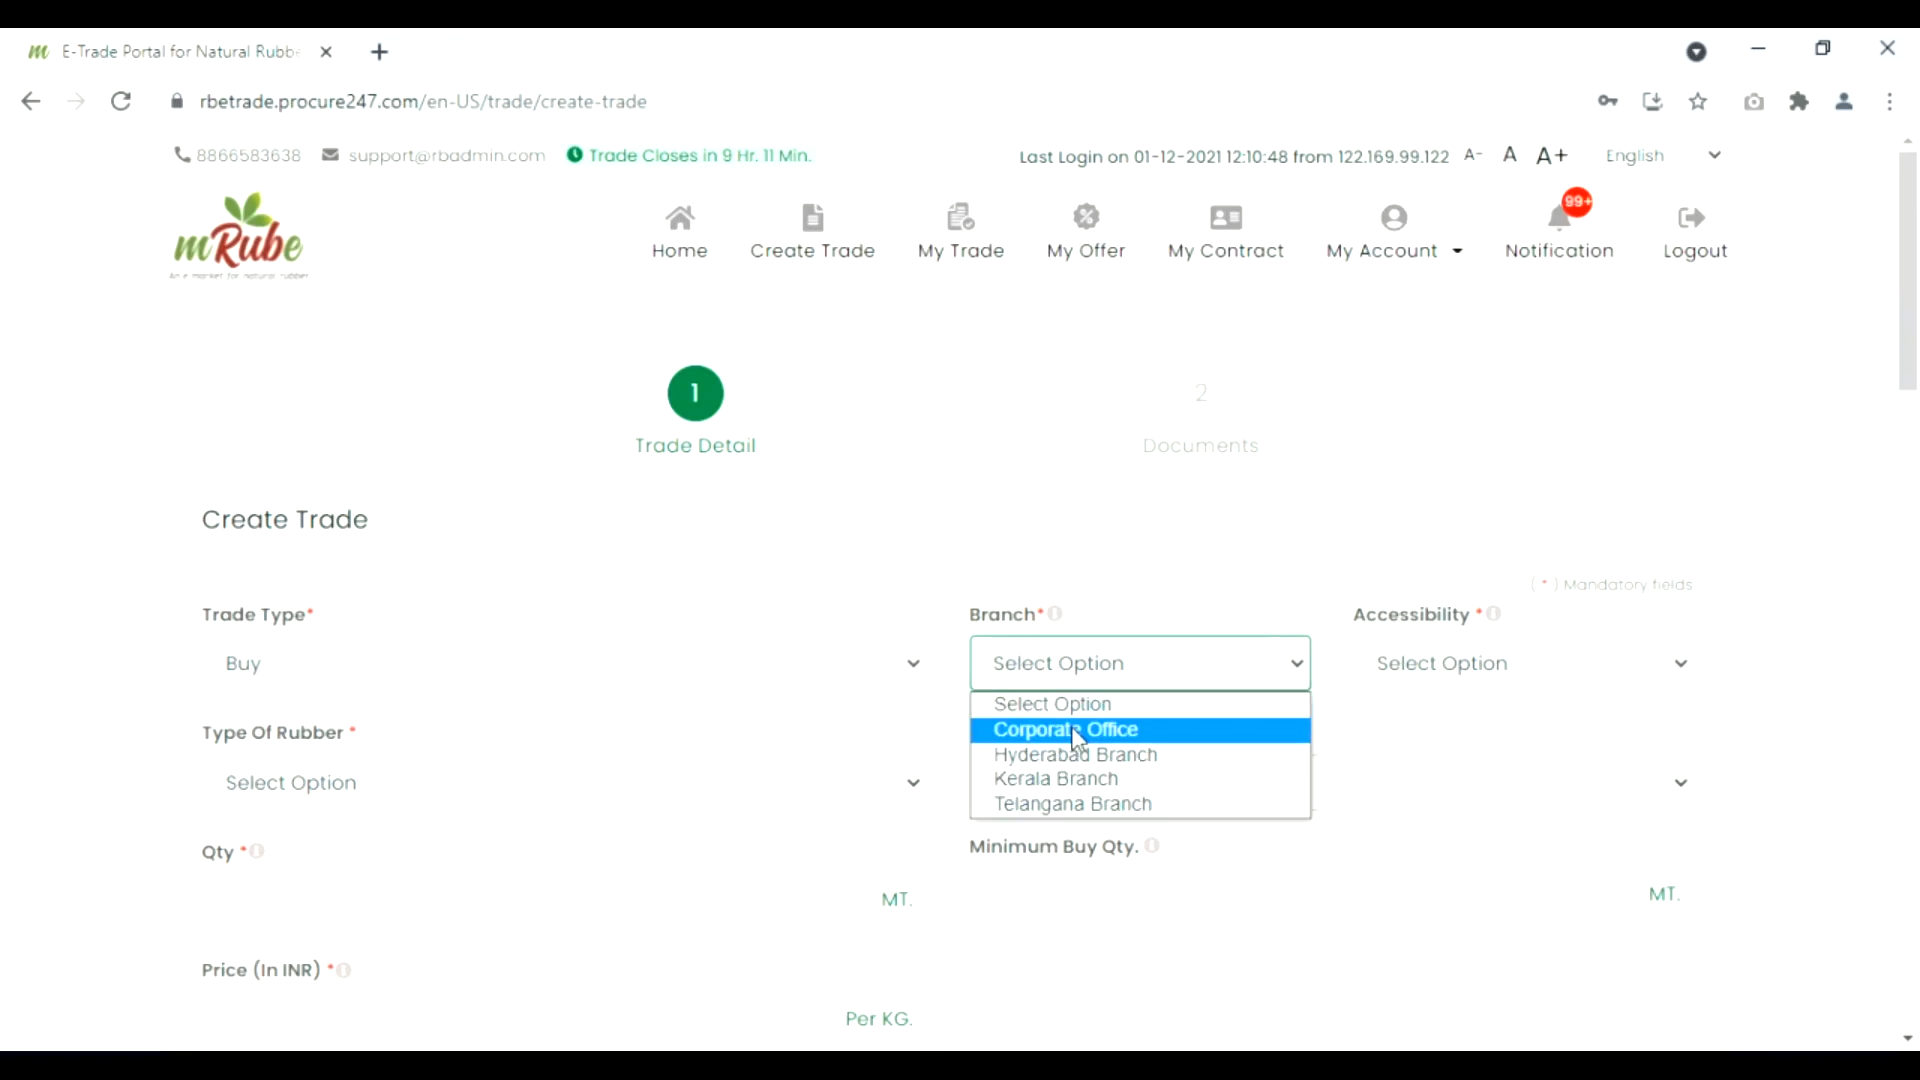 E-Trade Portal for Natural Rubb
rbetrade.procure247.com/en-US/trade/create-trade
8866583638 support@rbadmin.com Trade Closes in 9 Hr. 11 Min. Last Login on 01-12-2021 12:10:48 from 122.169.99.122 A- A A+ English
mRube
An e market for natural rubber
Home Create Trade My Trade My Offer My Contract My Account Notification Logout
99+
1 2
Trade Detail Documents
Create Trade
( * ) Mandatory fields
Trade Type* Branch* Accessibility *
Buy Select Option Select Option
Select Option
Corporate Office
Hyderabad Branch
Kerala Branch
Telangana Branch
Type Of Rubber *
Select Option
Qty * Minimum Buy Qty.
MT. MT.
Price (In INR) *
Per KG.